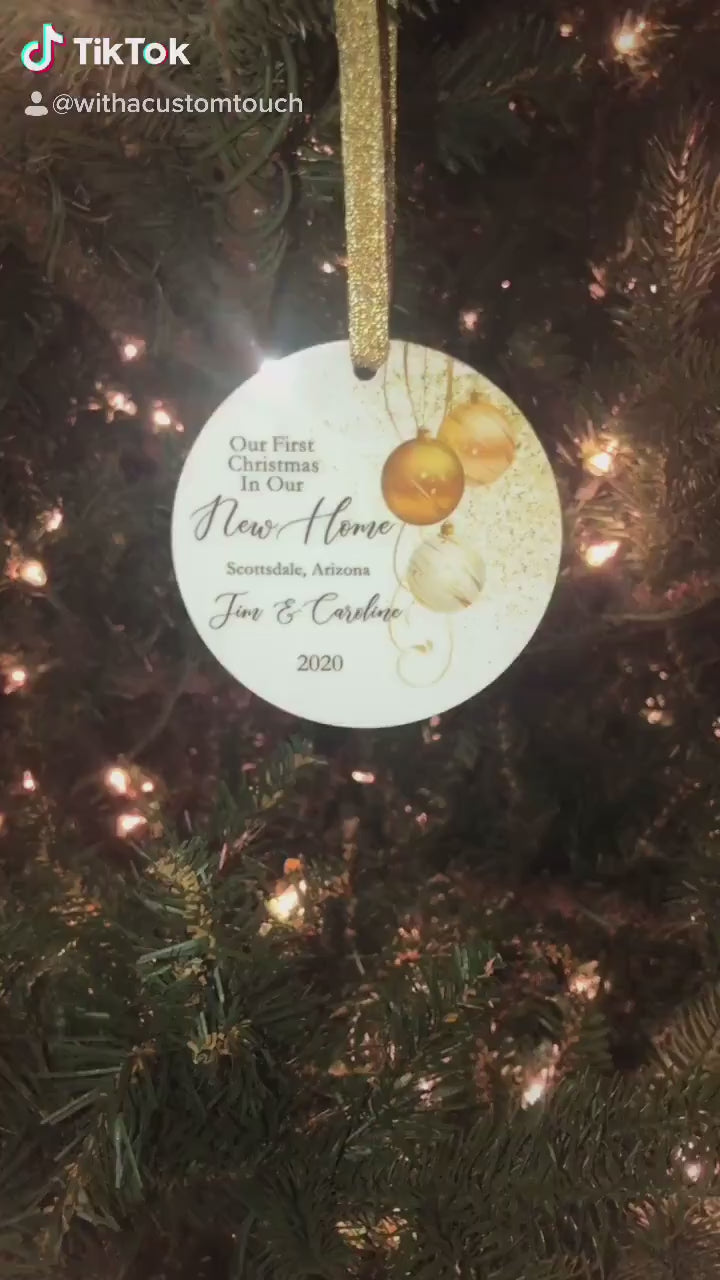 TikTok
@withacustomtouch
Our First
Christmas
In Our
New Home
Scottsdale, Arizona
Jim & Caroline
2020